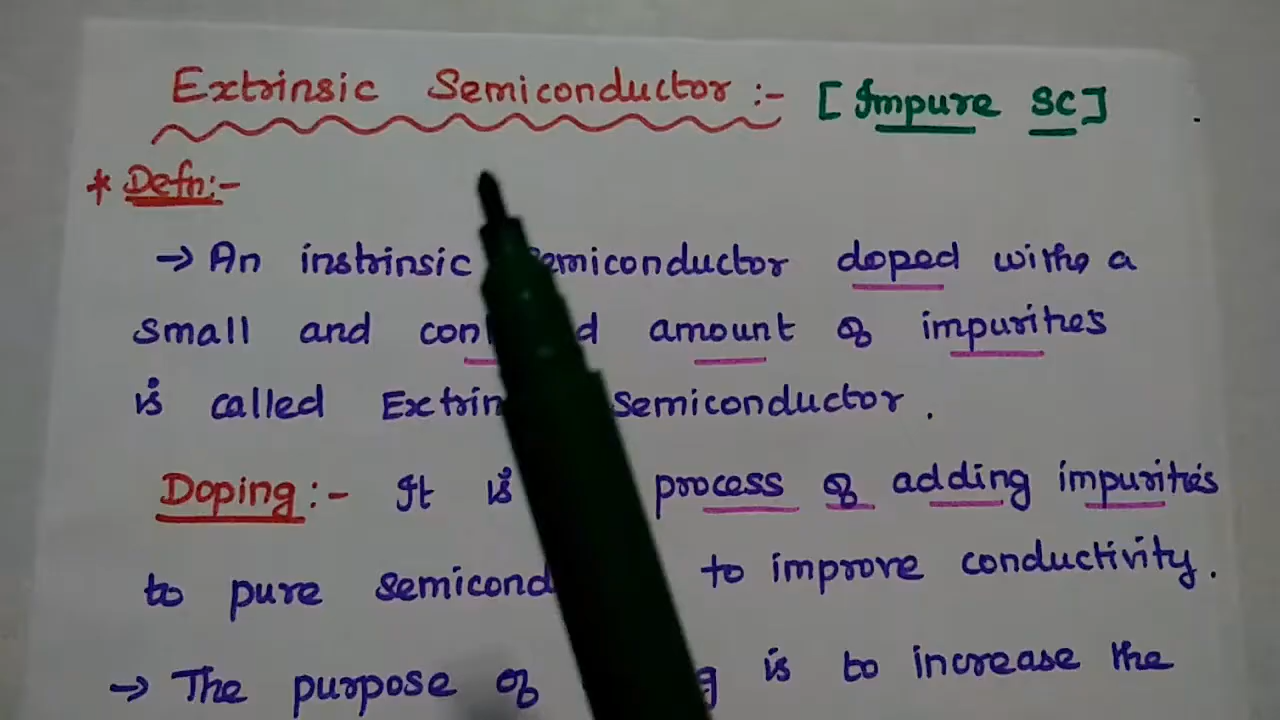 Extrinsic Semiconductor :- [Impure SC]
* Defn:-
→ An instrinsic semiconductor doped with a
small and con d amount of impurities
is called Extrin Semiconductor.
Doping :- It is process of adding impurities
to pure semicond to improve conductivity.
→ The purpose of g is to increase the